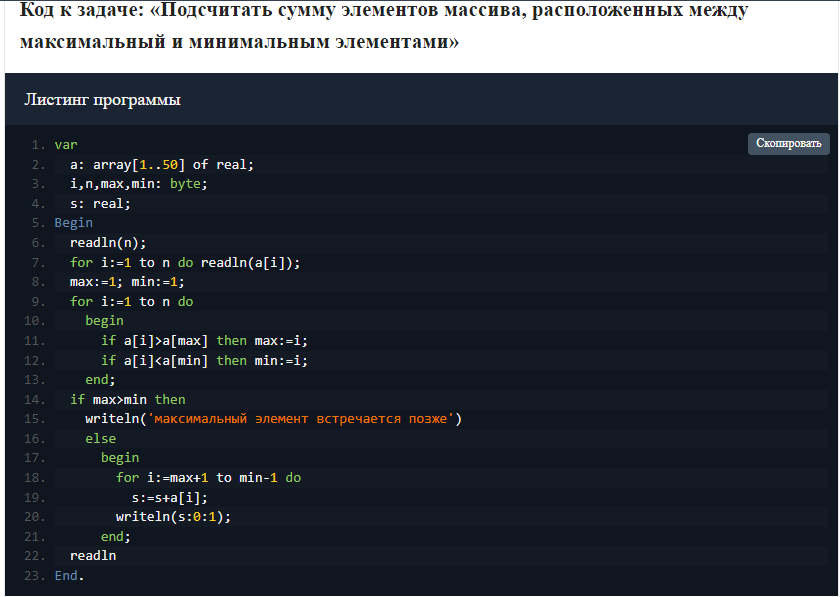 Код к задаче: «Подсчитать сумму элементов массива, расположенных между
максимальный и минимальным элементами»
Листинг программы
Скопировать
1. var
2.   a: array[1..50] of real;
3.   i,n,max,min: byte;
4.   s: real;
5. Begin
6.   readln(n);
7.   for i:=1 to n do readln(a[i]);
8.   max:=1; min:=1;
9.   for i:=1 to n do
10.     begin
11.       if a[i]>a[max] then max:=i;
12.       if a[i]<a[min] then min:=i;
13.     end;
14.   if max>min then
15.     writeln('максимальный элемент встречается позже')
16.     else
17.       begin
18.         for i:=max+1 to min-1 do
19.           s:=s+a[i];
20.         writeln(s:0:1);
21.       end;
22.   readln
23. End.